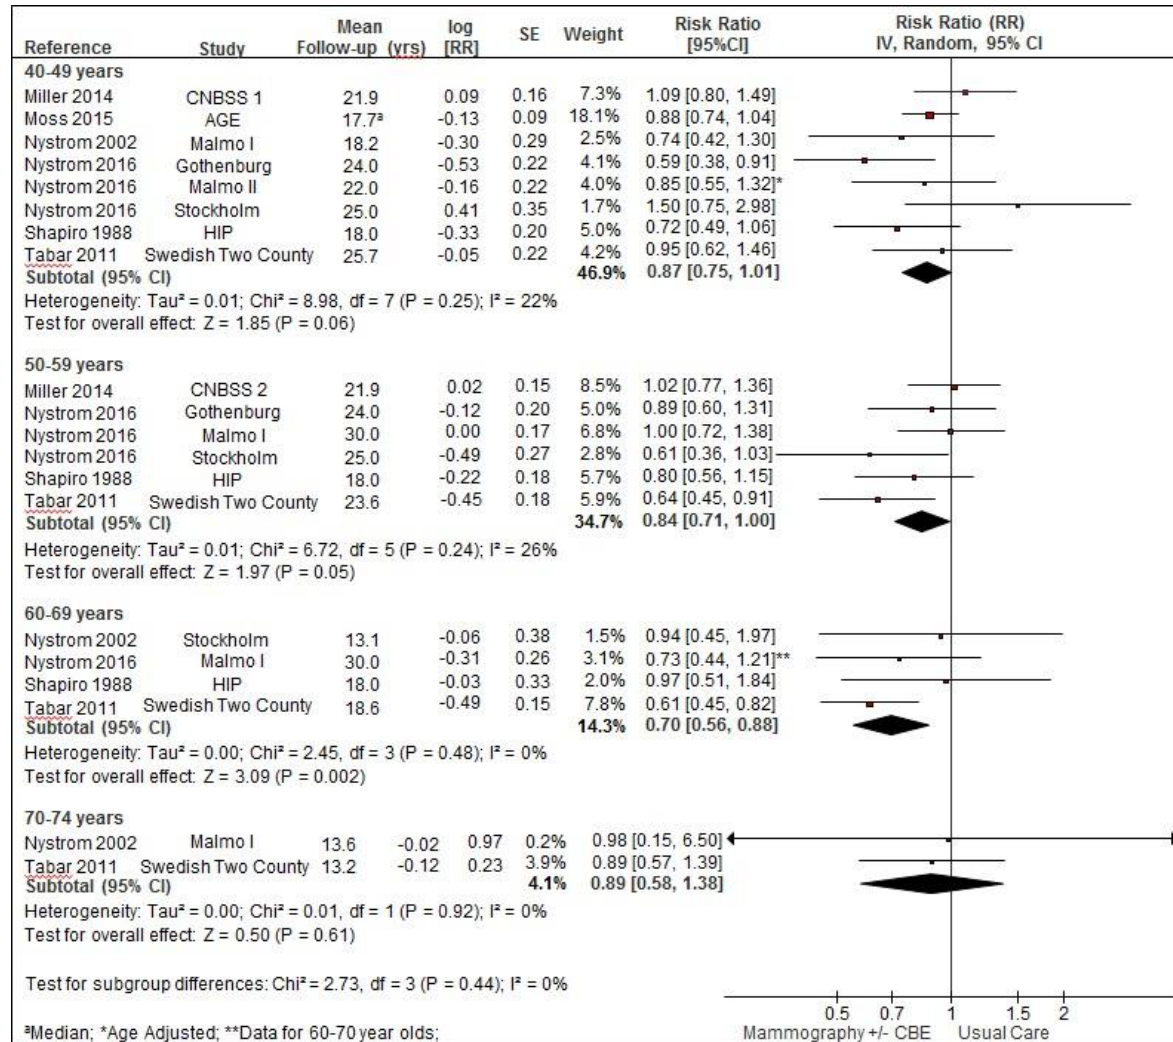 Reference Study Mean Follow-up (yrs) log [RR] SE Weight Risk Ratio [95%CI] Risk Ratio (RR) IV, Random, 95% CI
40-49 years
Miller 2014 CNBSS 1 21.9 0.09 0.16 7.3% 1.09 [0.80, 1.49]
Moss 2015 AGE 17.7ª -0.13 0.09 18.1% 0.88 [0.74, 1.04]
Nystrom 2002 Malmo I 18.2 -0.30 0.29 2.5% 0.74 [0.42, 1.30]
Nystrom 2016 Gothenburg 24.0 -0.53 0.22 4.1% 0.59 [0.38, 0.91]
Nystrom 2016 Malmo II 22.0 -0.16 0.22 4.0% 0.85 [0.55, 1.32]*
Nystrom 2016 Stockholm 25.0 0.41 0.35 1.7% 1.50 [0.75, 2.98]
Shapiro 1988 HIP 18.0 -0.33 0.20 5.0% 0.72 [0.49, 1.06]
Tabar 2011 Swedish Two County 25.7 -0.05 0.22 4.2% 0.95 [0.62, 1.46]
Subtotal (95% CI) 46.9% 0.87 [0.75, 1.01]
Heterogeneity: Tau² = 0.01; Chi² = 8.98, df = 7 (P = 0.25); I² = 22%
Test for overall effect: Z = 1.85 (P = 0.06)
50-59 years
Miller 2014 CNBSS 2 21.9 0.02 0.15 8.5% 1.02 [0.77, 1.36]
Nystrom 2016 Gothenburg 24.0 -0.12 0.20 5.0% 0.89 [0.60, 1.31]
Nystrom 2016 Malmo I 30.0 0.00 0.17 6.8% 1.00 [0.72, 1.38]
Nystrom 2016 Stockholm 25.0 -0.49 0.27 2.8% 0.61 [0.36, 1.03]
Shapiro 1988 HIP 18.0 -0.22 0.18 5.7% 0.80 [0.56, 1.15]
Tabar 2011 Swedish Two County 23.6 -0.45 0.18 5.9% 0.64 [0.45, 0.91]
Subtotal (95% CI) 34.7% 0.84 [0.71, 1.00]
Heterogeneity: Tau² = 0.01; Chi² = 6.72, df = 5 (P = 0.24); I² = 26%
Test for overall effect: Z = 1.97 (P = 0.05)
60-69 years
Nystrom 2002 Stockholm 13.1 -0.06 0.38 1.5% 0.94 [0.45, 1.97]
Nystrom 2016 Malmo I 30.0 -0.31 0.26 3.1% 0.73 [0.44, 1.21]**
Shapiro 1988 HIP 18.0 -0.03 0.33 2.0% 0.97 [0.51, 1.84]
Tabar 2011 Swedish Two County 18.6 -0.49 0.15 7.8% 0.61 [0.45, 0.82]
Subtotal (95% CI) 14.3% 0.70 [0.56, 0.88]
Heterogeneity: Tau² = 0.00; Chi² = 2.45, df = 3 (P = 0.48); I² = 0%
Test for overall effect: Z = 3.09 (P = 0.002)
70-74 years
Nystrom 2002 Malmo I 13.6 -0.02 0.97 0.2% 0.98 [0.15, 6.50]
Tabar 2011 Swedish Two County 13.2 -0.12 0.23 3.9% 0.89 [0.57, 1.39]
Subtotal (95% CI) 4.1% 0.89 [0.58, 1.38]
Heterogeneity: Tau² = 0.00; Chi² = 0.01, df = 1 (P = 0.92); I² = 0%
Test for overall effect: Z = 0.50 (P = 0.61)
Test for subgroup differences: Chi² = 2.73, df = 3 (P = 0.44); I² = 0%
0.5 0.7 1 1.5 2
Mammography +/- CBE Usual Care
ªMedian; *Age Adjusted; **Data for 60-70 year olds;